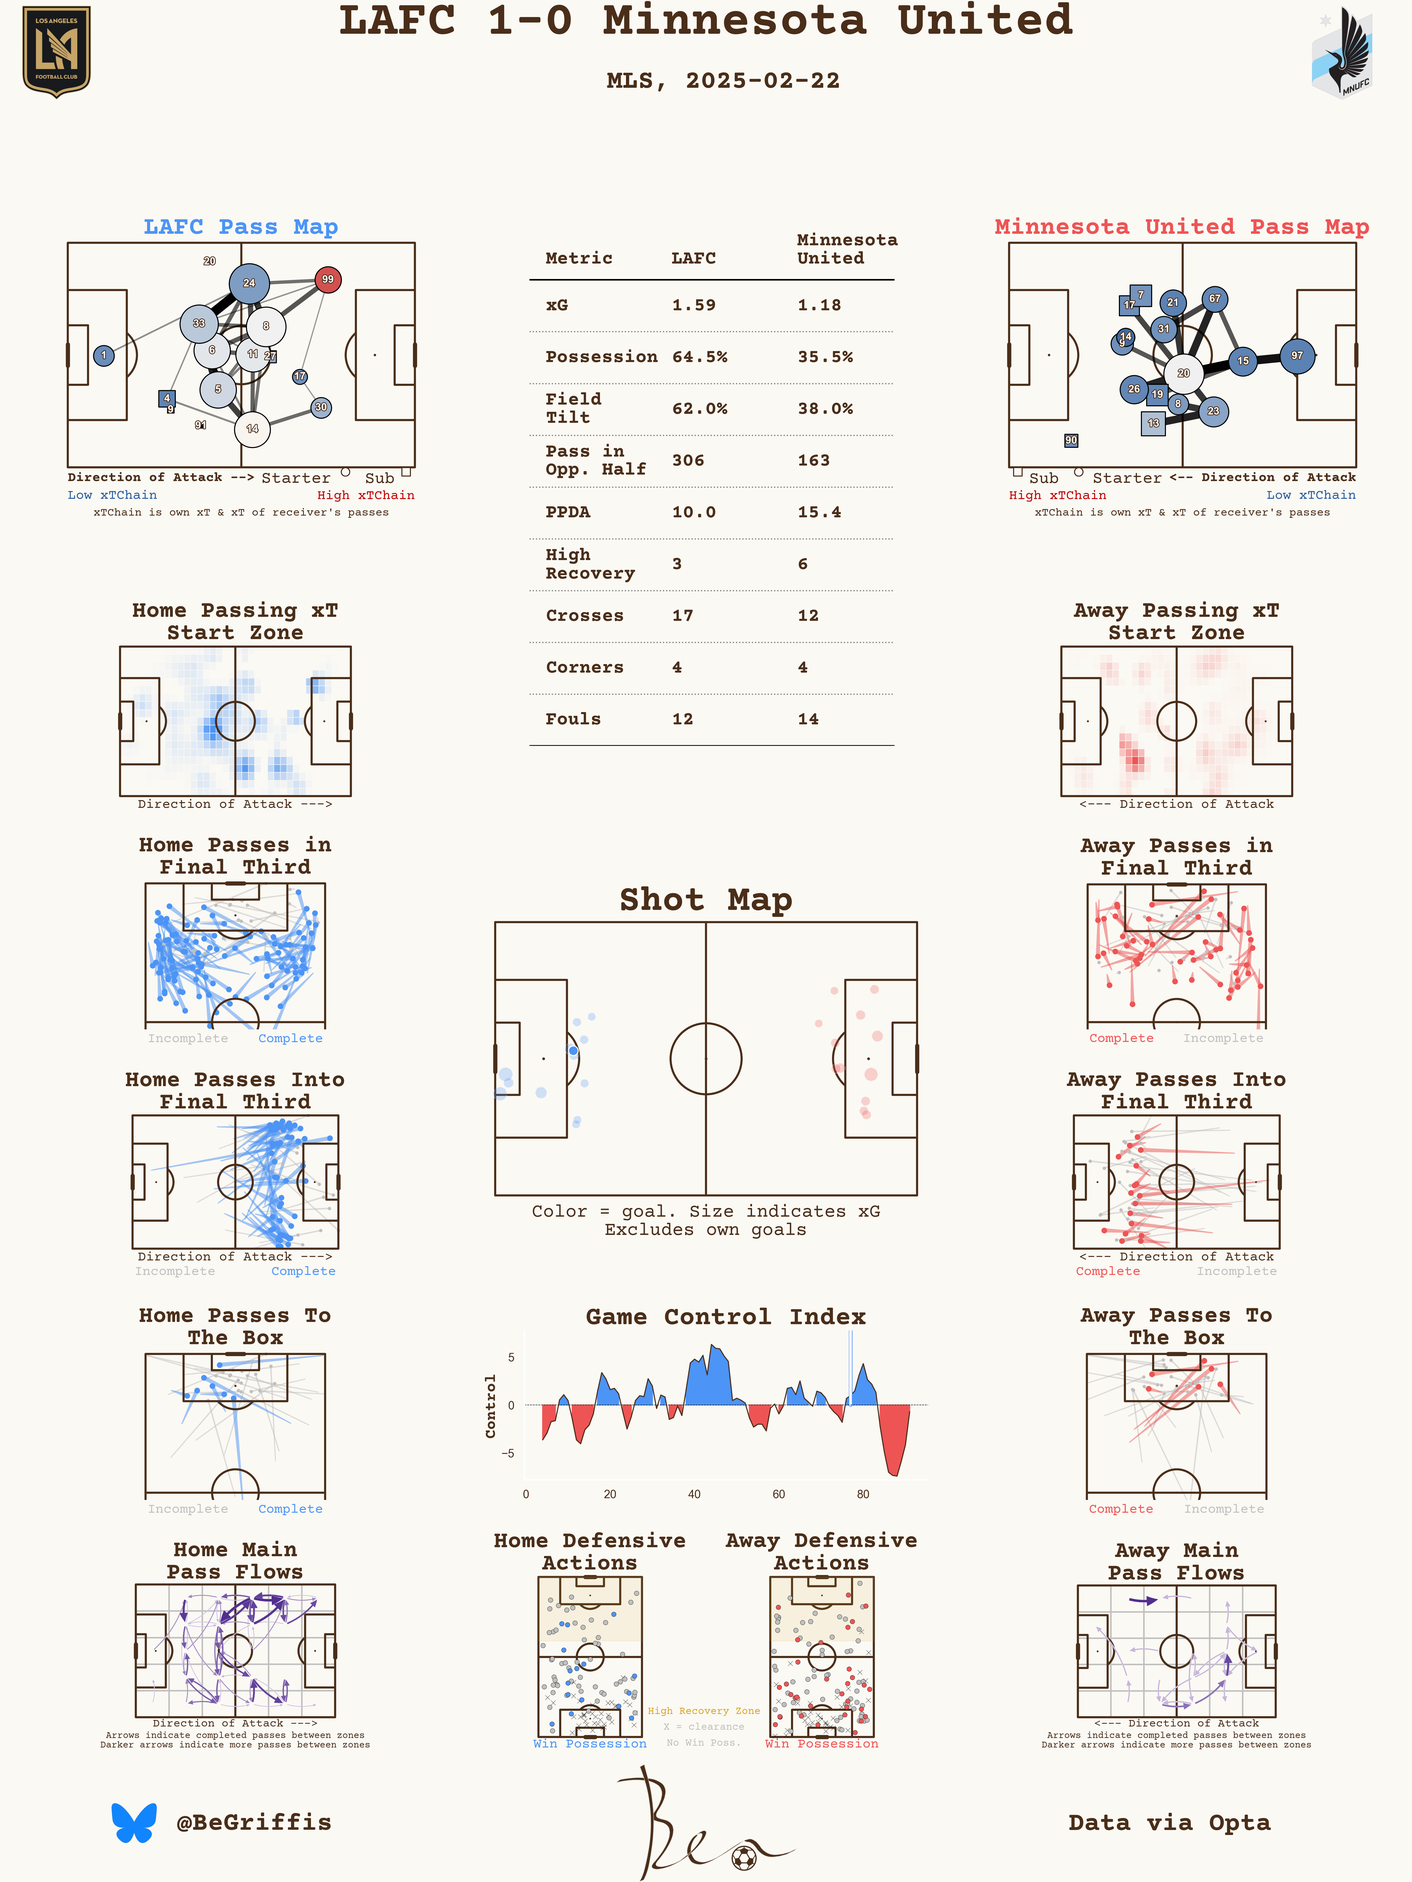 LAFC 1-0 Minnesota United
MLS, 2025-02-22
LOS ANGELES
FOOTBALL CLUB
MNUFC
LAFC Pass Map
20
24
99
33
8
6
11
27
1
17
5
4
9
30
91
14
Direction of Attack --> Starter Sub
Low xTChain High xTChain
xTChain is own xT & xT of receiver's passes
Metric LAFC Minnesota United
xG 1.59 1.18
Possession 64.5% 35.5%
Field Tilt 62.0% 38.0%
Pass in Opp. Half 306 163
PPDA 10.0 15.4
High Recovery 3 6
Crosses 17 12
Corners 4 4
Fouls 12 14
Minnesota United Pass Map
7
17
21
67
31
14
9
15
97
20
26
19
8
23
13
90
Sub Starter <-- Direction of Attack
High xTChain Low xTChain
xTChain is own xT & xT of receiver's passes
Home Passing xT
Start Zone
Direction of Attack --->
Away Passing xT
Start Zone
<--- Direction of Attack
Home Passes in
Final Third
Incomplete Complete
Away Passes in
Final Third
Complete Incomplete
Shot Map
Color = goal. Size indicates xG
Excludes own goals
Home Passes Into
Final Third
Direction of Attack --->
Incomplete Complete
Away Passes Into
Final Third
<--- Direction of Attack
Complete Incomplete
Home Passes To
The Box
Incomplete Complete
Game Control Index
Control
5
0
−5
0 20 40 60 80
Away Passes To
The Box
Complete Incomplete
Home Main
Pass Flows
Direction of Attack --->
Arrows indicate completed passes between zones
Darker arrows indicate more passes between zones
Home Defensive
Actions
Win Possession
Away Defensive
Actions
Win Possession
High Recovery Zone
X = clearance
No Win Poss.
Away Main
Pass Flows
<--- Direction of Attack
Arrows indicate completed passes between zones
Darker arrows indicate more passes between zones
@BeGriffis
Ben
Data via Opta